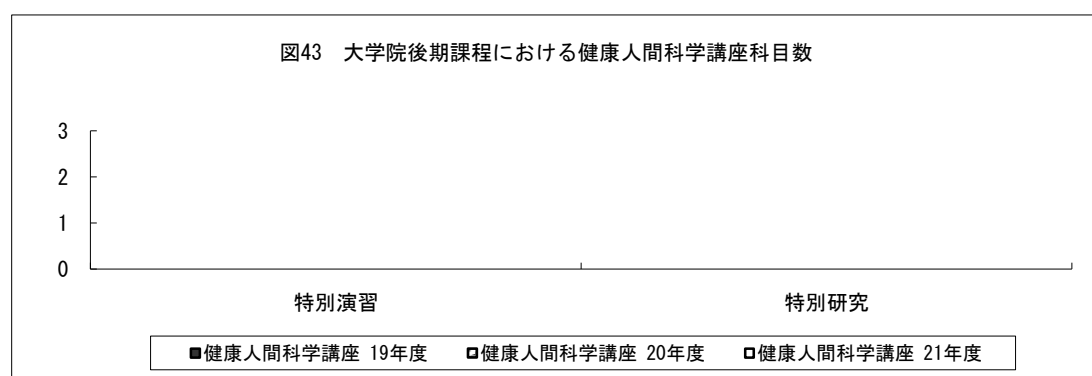 図43　大学院後期課程における健康人間科学講座科目数
3
2
1
0
特別演習　特別研究
健康人間科学講座 19年度　健康人間科学講座 20年度　健康人間科学講座 21年度